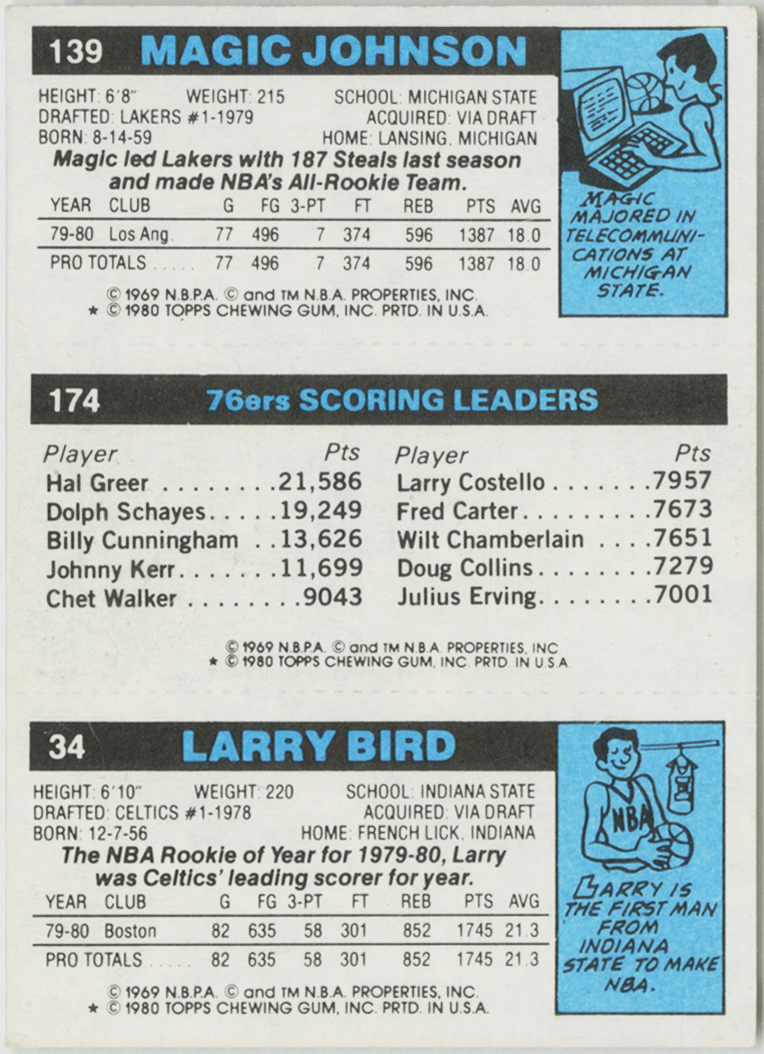 139 MAGIC JOHNSON
HEIGHT: 6'8" WEIGHT: 215 SCHOOL: MICHIGAN STATE
DRAFTED: LAKERS #1-1979 ACQUIRED: VIA DRAFT
BORN: 8-14-59 HOME: LANSING, MICHIGAN
Magic led Lakers with 187 Steals last season
and made NBA's All-Rookie Team.
YEAR CLUB G FG 3-PT FT REB PTS AVG
79-80 Los Ang. 77 496 7 374 596 1387 18.0
PRO TOTALS ..... 77 496 7 374 596 1387 18.0
© 1969 N.B.P.A. © and TM N.B.A. PROPERTIES, INC.
* © 1980 TOPPS CHEWING GUM, INC. PRTD. IN U.S.A.
MAGIC
MAJORED IN
TELECOMMUNI-
CATIONS AT
MICHIGAN
STATE.
174 76ers SCORING LEADERS
Player Pts Player Pts
Hal Greer ........21,586 Larry Costello.......7957
Dolph Schayes.....19,249 Fred Carter.........7673
Billy Cunningham ..13,626 Wilt Chamberlain ....7651
Johnny Kerr.......11,699 Doug Collins........7279
Chet Walker ........9043 Julius Erving........7001
© 1969 N.B.P.A. © and TM N.B.A. PROPERTIES, INC.
* © 1980 TOPPS CHEWING GUM, INC. PRTD. IN U.S.A.
34 LARRY BIRD
HEIGHT: 6'10" WEIGHT: 220 SCHOOL: INDIANA STATE
DRAFTED: CELTICS #1-1978 ACQUIRED: VIA DRAFT
BORN: 12-7-56 HOME: FRENCH LICK, INDIANA
The NBA Rookie of Year for 1979-80, Larry
was Celtics' leading scorer for year.
YEAR CLUB G FG 3-PT FT REB PTS AVG
79-80 Boston 82 635 58 301 852 1745 21.3
PRO TOTALS ..... 82 635 58 301 852 1745 21.3
© 1969 N.B.P.A. © and TM N.B.A. PROPERTIES, INC.
* © 1980 TOPPS CHEWING GUM, INC. PRTD. IN U.S.A.
NBA
LARRY IS
THE FIRST MAN
FROM
INDIANA
STATE TO MAKE
NBA.